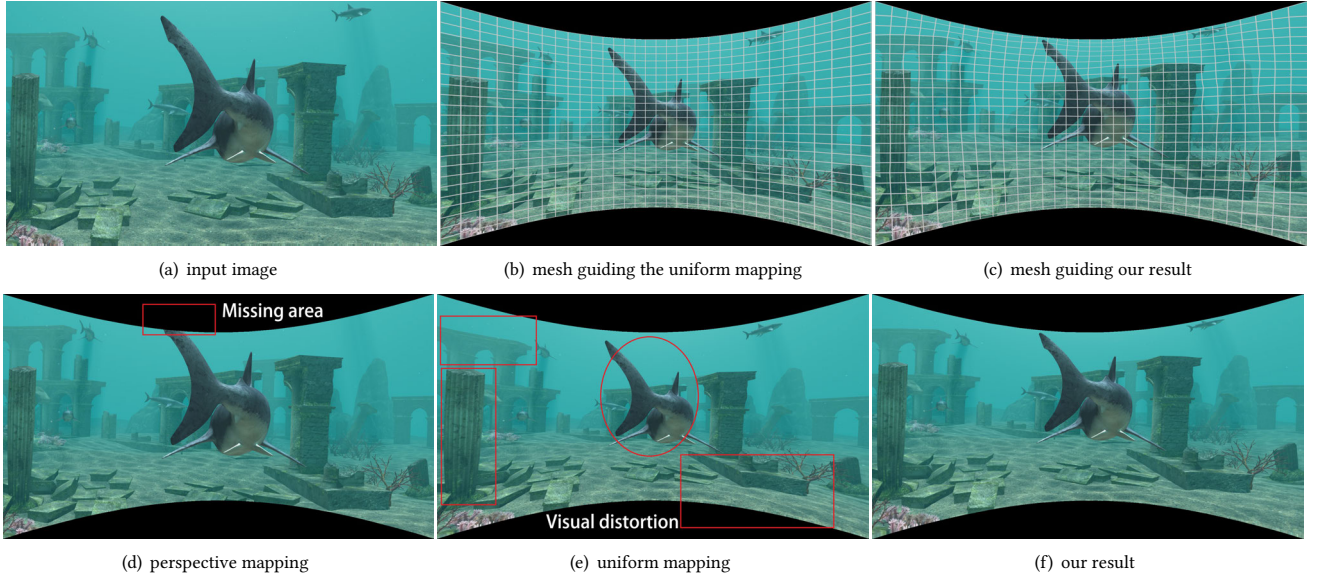 (a) input image
(b) mesh guiding the uniform mapping
(c) mesh guiding our result
Missing area
Visual distortion
(d) perspective mapping
(e) uniform mapping
(f) our result